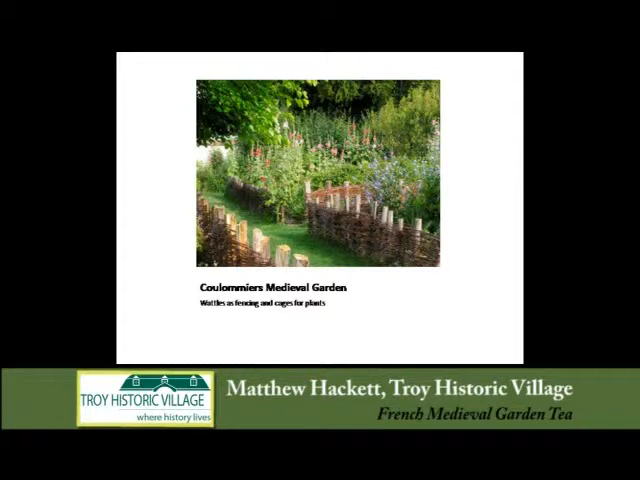 Coulommiers Medieval Garden
Wattles as fencing and cages for plants
TROY HISTORIC VILLAGE
where history lives
Matthew Hackett, Troy Historic Village
French Medieval Garden Tea